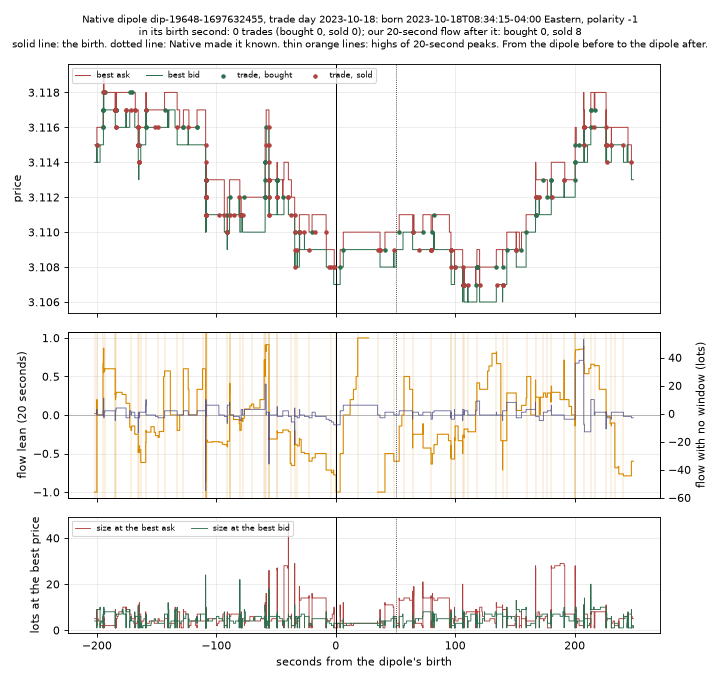 Native dipole dip-19648-1697632455, trade day 2023-10-18: born 2023-10-18T08:34:15-04:00 Eastern, polarity -1
in its birth second: 0 trades (bought 0, sold 0); our 20-second flow after it: bought 0, sold 8
solid line: the birth. dotted line: Native made it known. thin orange lines: highs of 20-second peaks. From the dipole before to the dipole after.
best ask
best bid
trade, bought
trade, sold
3.118
3.116
3.114
3.112
3.110
3.108
3.106
price
1.0
0.5
0.0
−0.5
−1.0
flow lean (20 seconds)
40
20
0
−20
−40
−60
flow with no window (lots)
size at the best ask
size at the best bid
40
20
0
lots at the best price
−200
−100
0
100
200
seconds from the dipole's birth